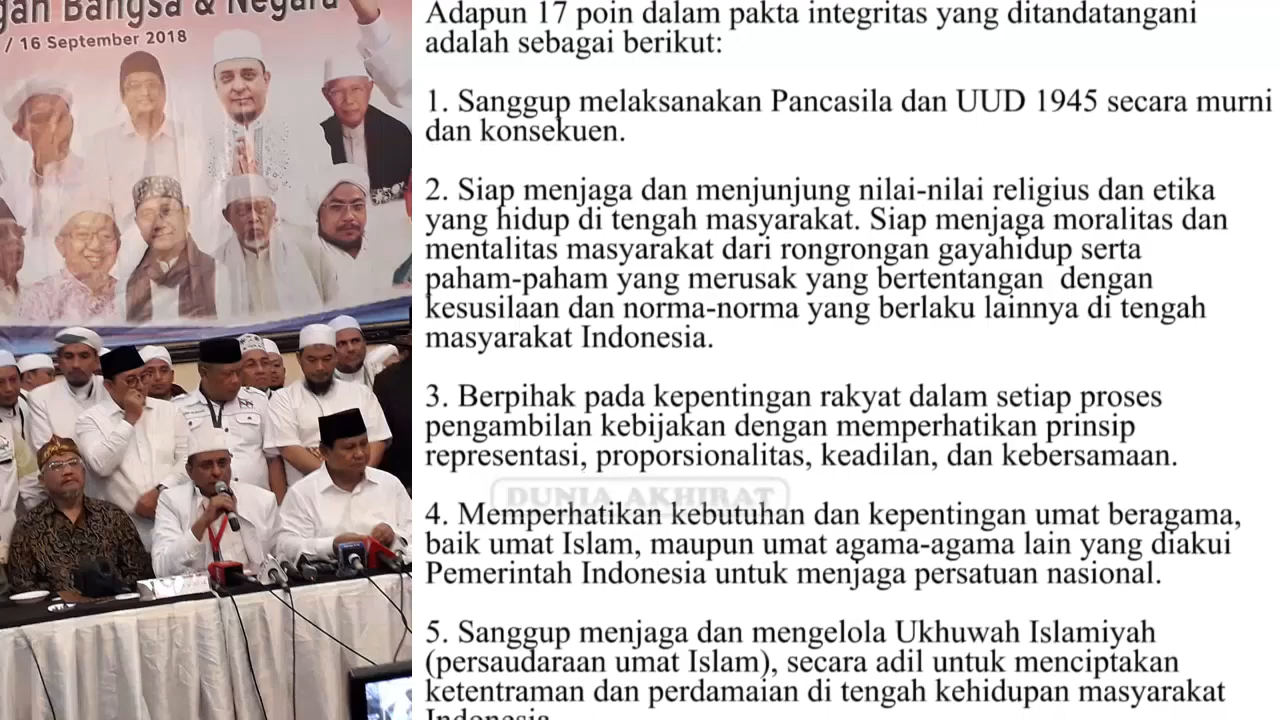 gan Bangsa & Negara
/ 16 September 2018
Adapun 17 poin dalam pakta integritas yang ditandatangani
adalah sebagai berikut:
1. Sanggup melaksanakan Pancasila dan UUD 1945 secara murni
dan konsekuen.
2. Siap menjaga dan menjunjung nilai-nilai religius dan etika
yang hidup di tengah masyarakat. Siap menjaga moralitas dan
mentalitas masyarakat dari rongrongan gayahidup serta
paham-paham yang merusak yang bertentangan  dengan
kesusilaan dan norma-norma yang berlaku lainnya di tengah
masyarakat Indonesia.
3. Berpihak pada kepentingan rakyat dalam setiap proses
pengambilan kebijakan dengan memperhatikan prinsip
representasi, proporsionalitas, keadilan, dan kebersamaan.
DUNIA AKHIRAT
4. Memperhatikan kebutuhan dan kepentingan umat beragama,
baik umat Islam, maupun umat agama-agama lain yang diakui
Pemerintah Indonesia untuk menjaga persatuan nasional.
5. Sanggup menjaga dan mengelola Ukhuwah Islamiyah
(persaudaraan umat Islam), secara adil untuk menciptakan
ketentraman dan perdamaian di tengah kehidupan masyarakat
Indonesia.